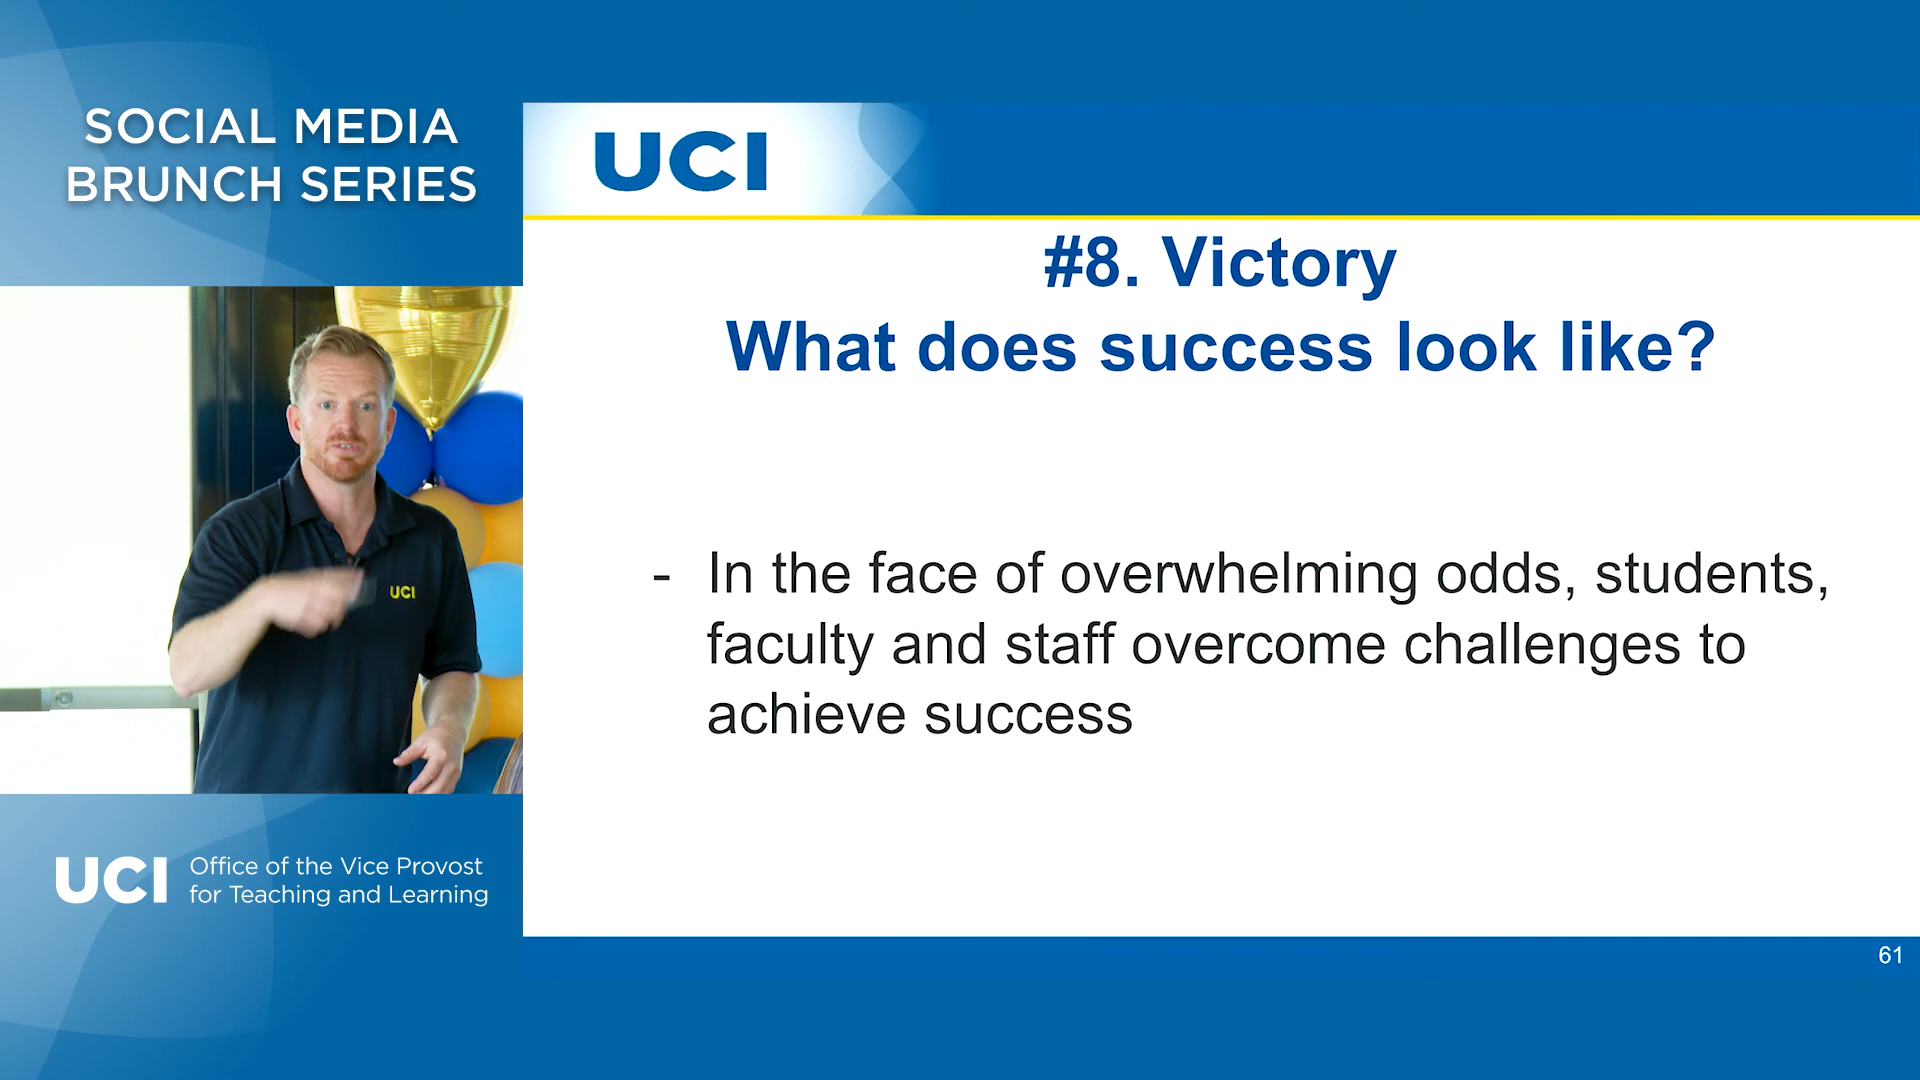 SOCIAL MEDIA
BRUNCH SERIES
UCI
#8. Victory
What does success look like?
- In the face of overwhelming odds, students,
faculty and staff overcome challenges to
achieve success
UCI
UCI
Office of the Vice Provost
for Teaching and Learning
61